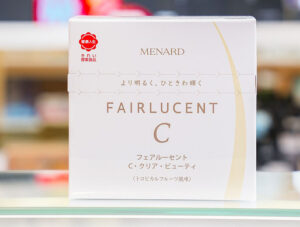 MENARD
より明るく、ひときわ輝く
FAIRLUCENT
C
フェアルーセント
C・クリア・ビューティ
〈トロピカルフルーツ風味〉